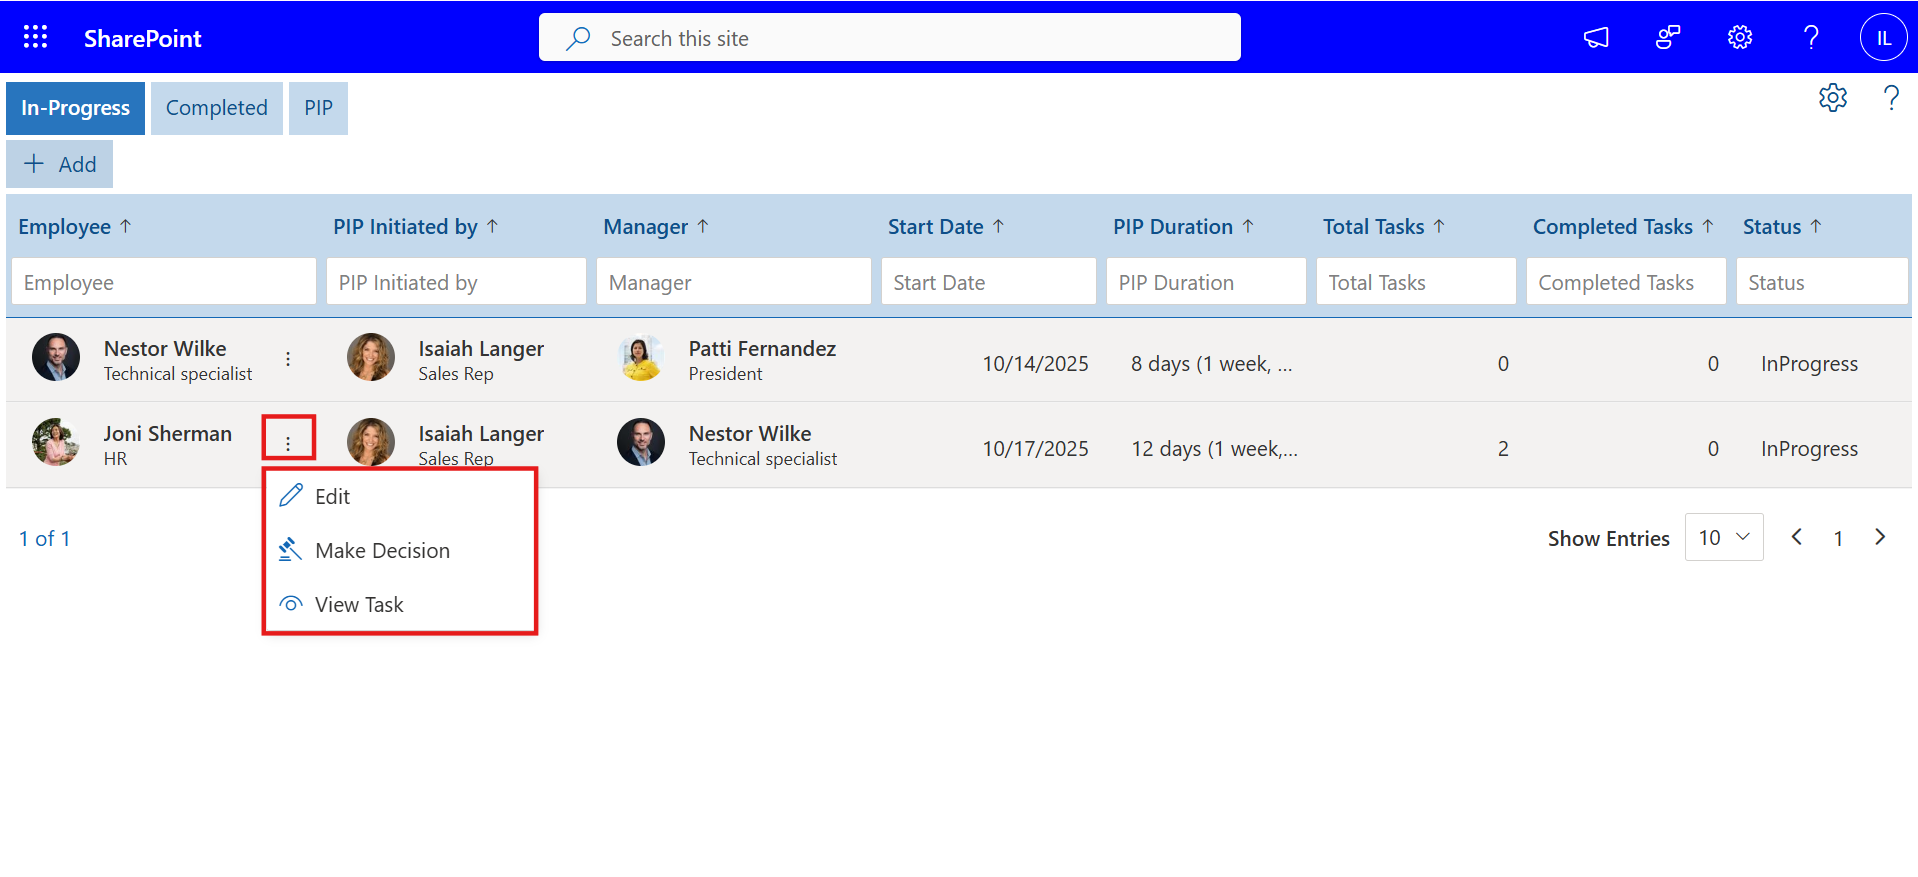 SharePoint
Search this site
IL
In-Progress
Completed
PIP
Add
Employee PIP Initiated by Manager Start Date PIP Duration Total Tasks Completed Tasks Status
Employee PIP Initiated by Manager Start Date PIP Duration Total Tasks Completed Tasks Status
Nestor Wilke Isaiah Langer Patti Fernandez 10/14/2025 8 days (1 week, ... 0 0 InProgress
Technical specialist Sales Rep President
Joni Sherman Isaiah Langer Nestor Wilke 10/17/2025 12 days (1 week,... 2 0 InProgress
HR Sales Rep Technical specialist
Edit
Make Decision
View Task
1 of 1 Show Entries 10 1